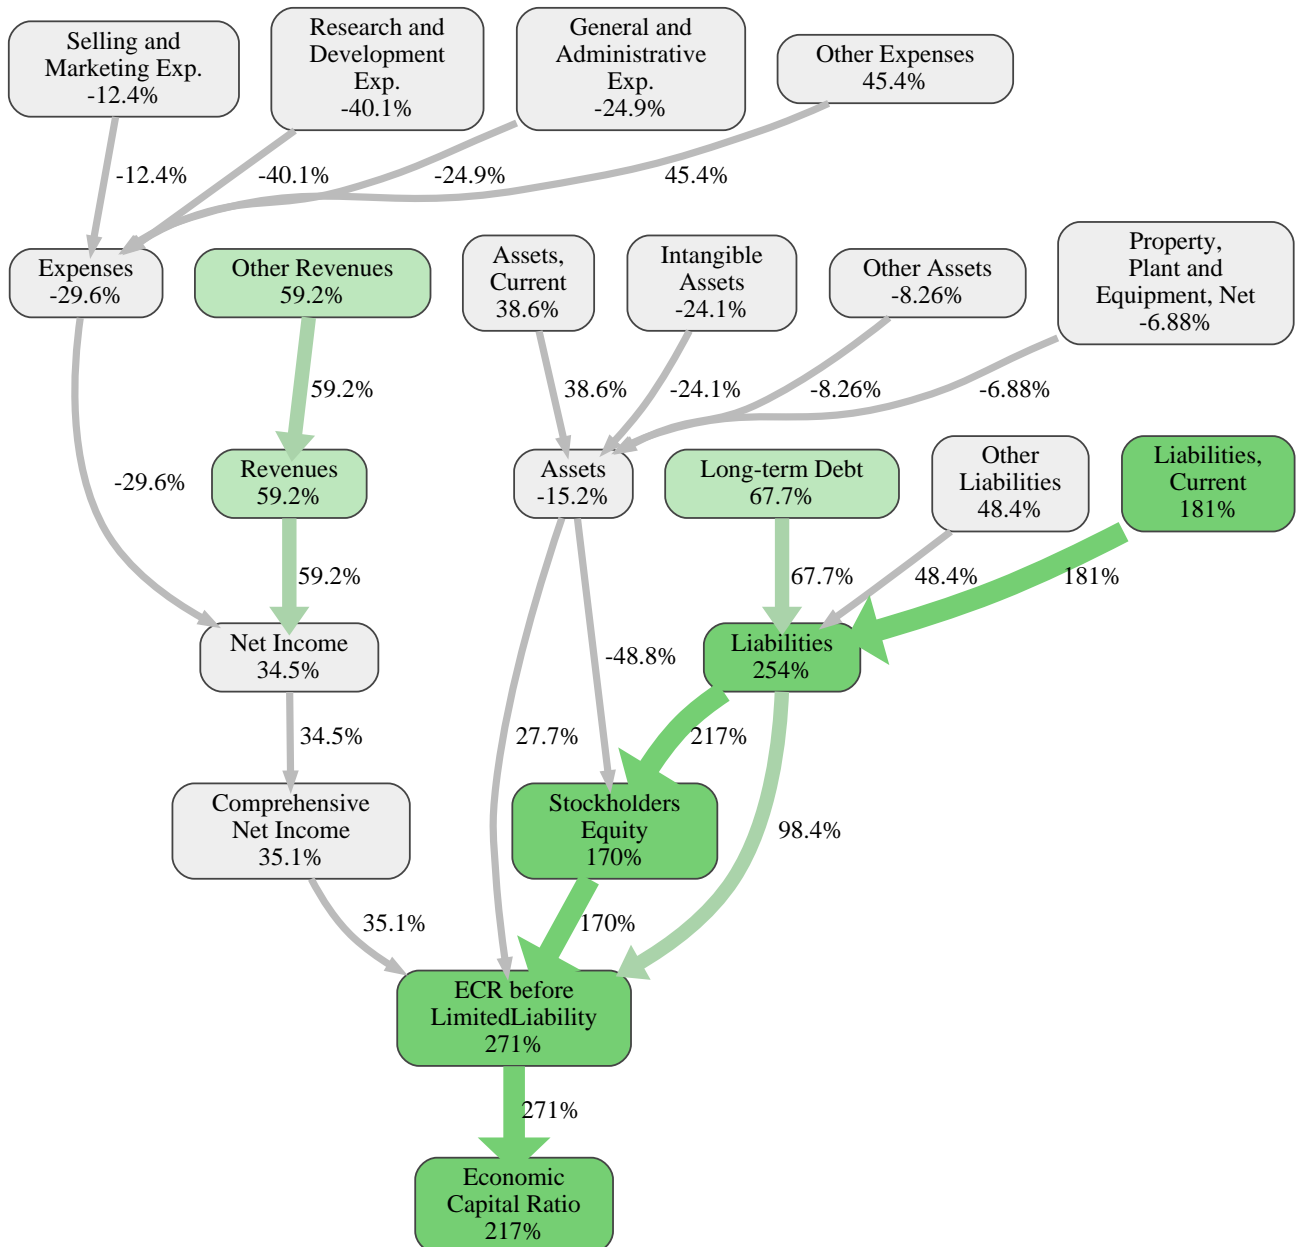 Selling and
Marketing Exp.
-12.4%
Research and
Development
Exp.
-40.1%
General and
Administrative
Exp.
-24.9%
Other Expenses
45.4%
-12.4%
-40.1%
-24.9%
45.4%
Expenses
-29.6%
Other Revenues
59.2%
Assets,
Current
38.6%
Intangible
Assets
-24.1%
Other Assets
-8.26%
Property,
Plant and
Equipment, Net
-6.88%
59.2%
38.6%
-24.1%
-8.26%
-6.88%
-29.6%
Revenues
59.2%
Assets
-15.2%
Long-term Debt
67.7%
Other
Liabilities
48.4%
Liabilities,
Current
181%
59.2%
67.7%
48.4%
181%
Net Income
34.5%
-48.8%
Liabilities
254%
34.5%
27.7%
217%
Comprehensive
Net Income
35.1%
Stockholders
Equity
170%
98.4%
35.1%
170%
ECR before
LimitedLiability
271%
271%
Economic
Capital Ratio
217%